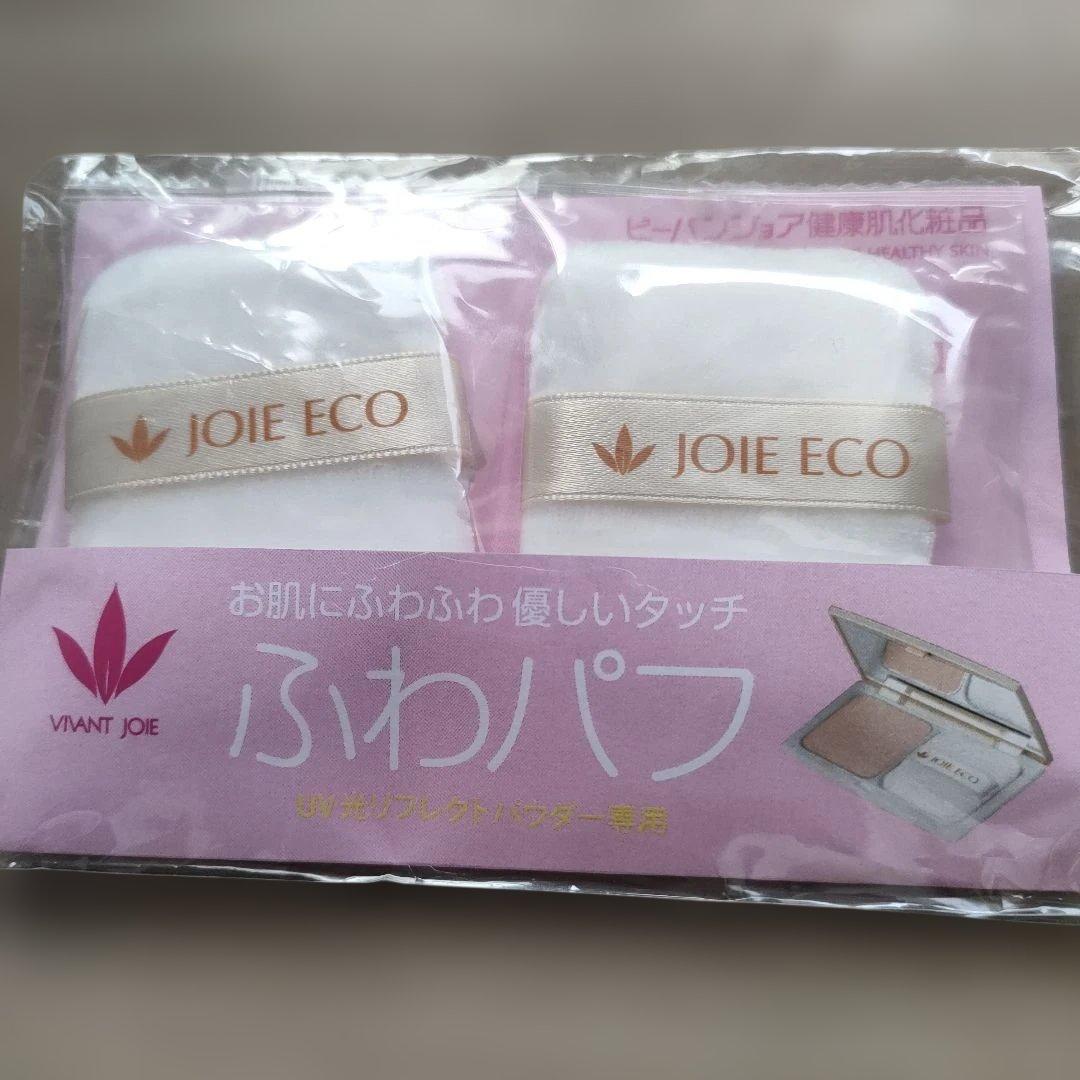 ビーバンジョア健康肌化粧品
HEALTHY SKIN
JOIE ECO
JOIE ECO
お肌にふわふわ優しいタッチ
ふわパフ
VIVANT JOIE
JOIE ECO
UV光リフレクトパウダー専用